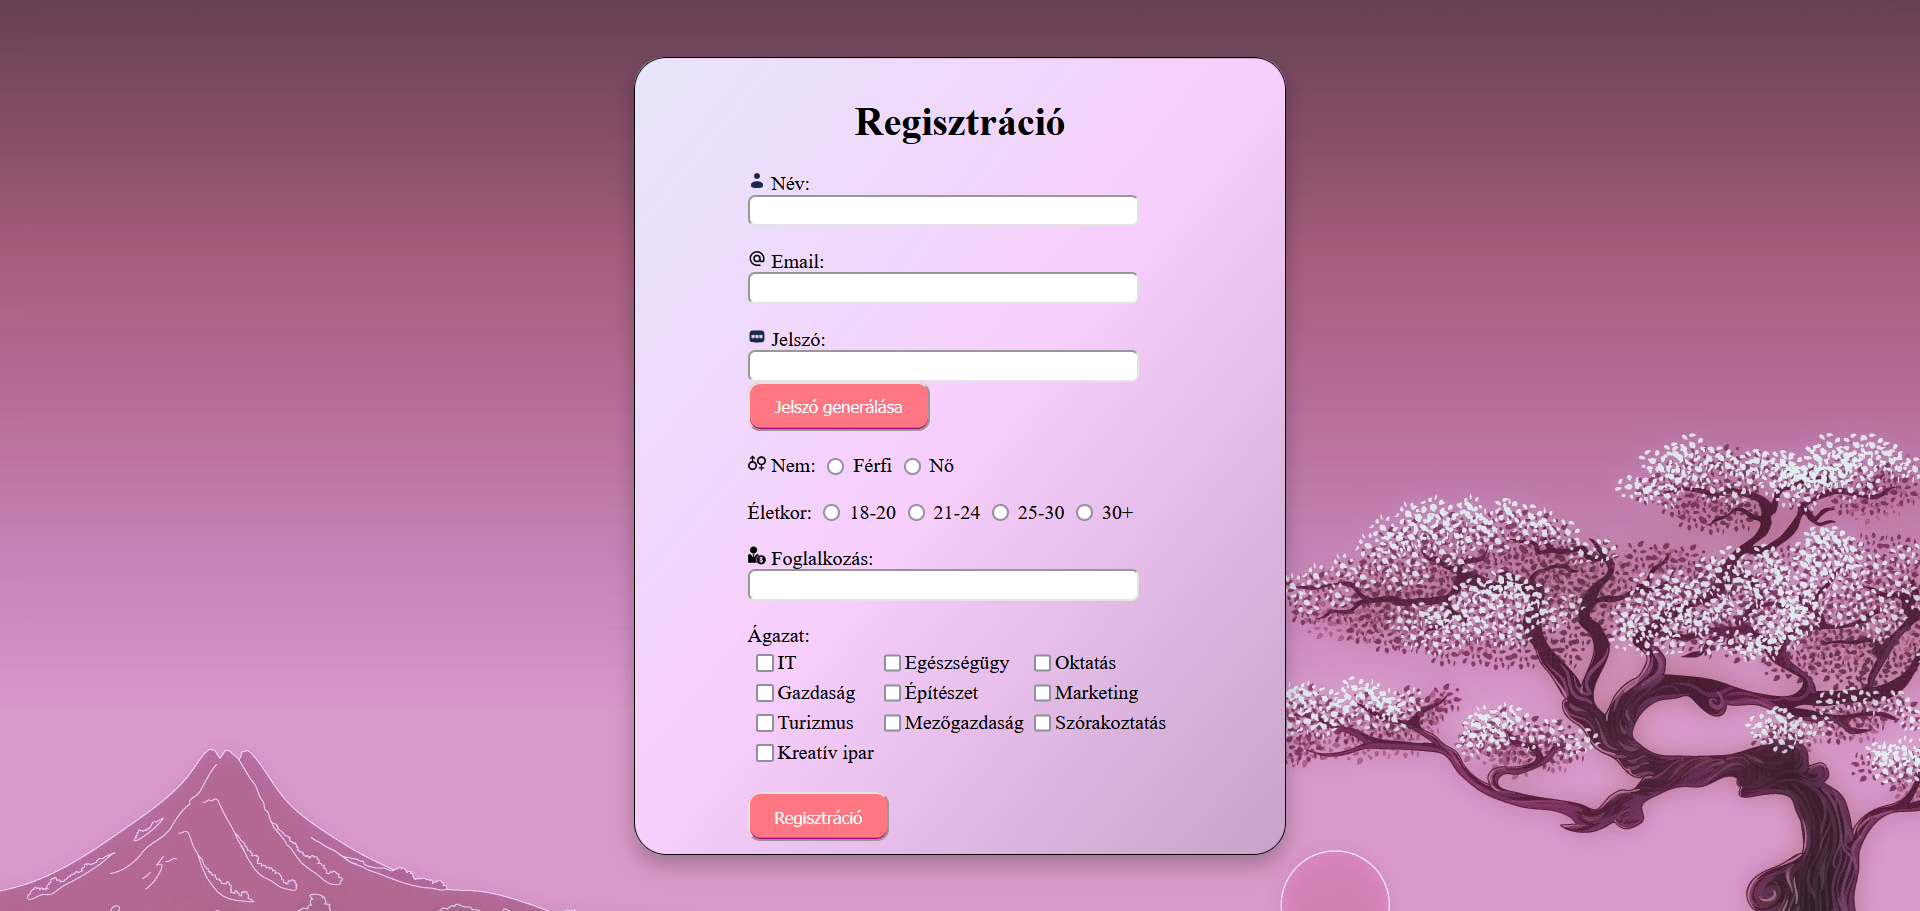 Regisztráció
Név:
Email:
Jelszó:
Jelszó generálása
Nem: Férfi Nő
Életkor: 18-20 21-24 25-30 30+
Foglalkozás:
Ágazat:
IT Egészségügy Oktatás
Gazdaság Építészet Marketing
Turizmus Mezőgazdaság Szórakoztatás
Kreatív ipar
Regisztráció